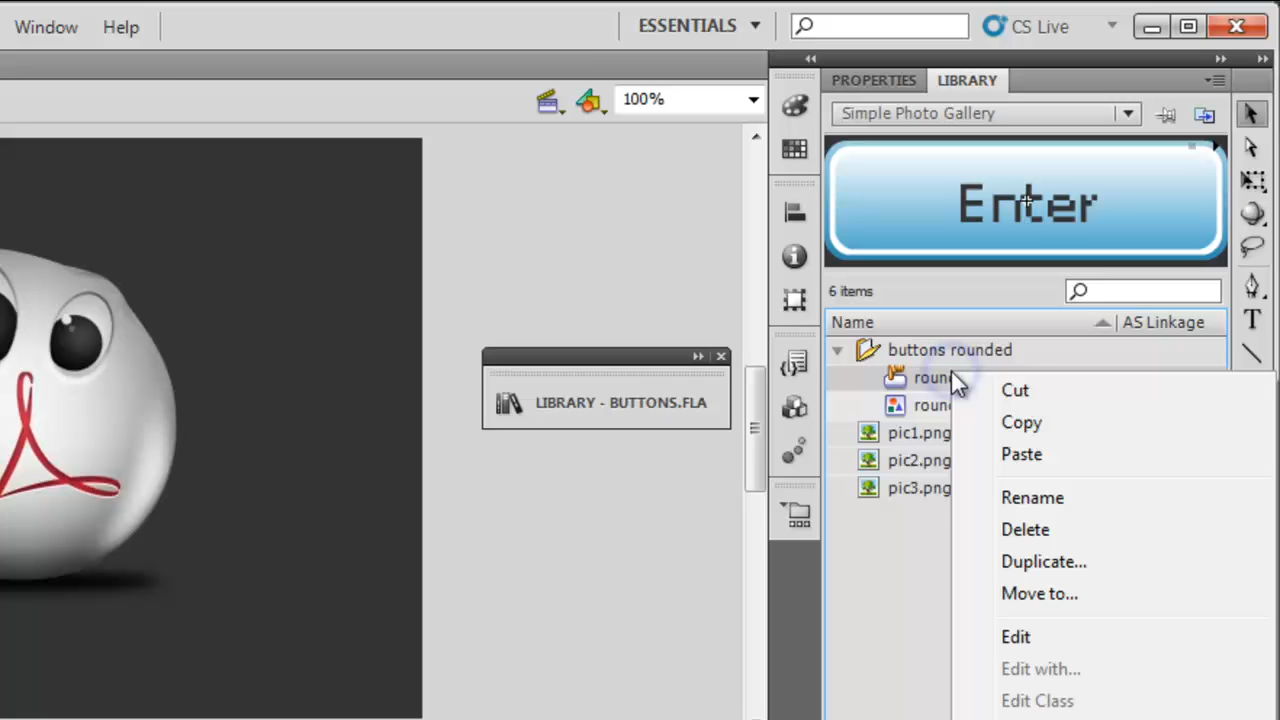 Window Help
ESSENTIALS
CS Live
100%
PROPERTIES LIBRARY
Simple Photo Gallery
Enter
6 items
Name AS Linkage
buttons rounded
pic1.png
pic2.png
pic3.png
LIBRARY - BUTTONS.FLA
Cut
Copy
Paste
Rename
Delete
Duplicate...
Move to...
Edit
Edit with...
Edit Class